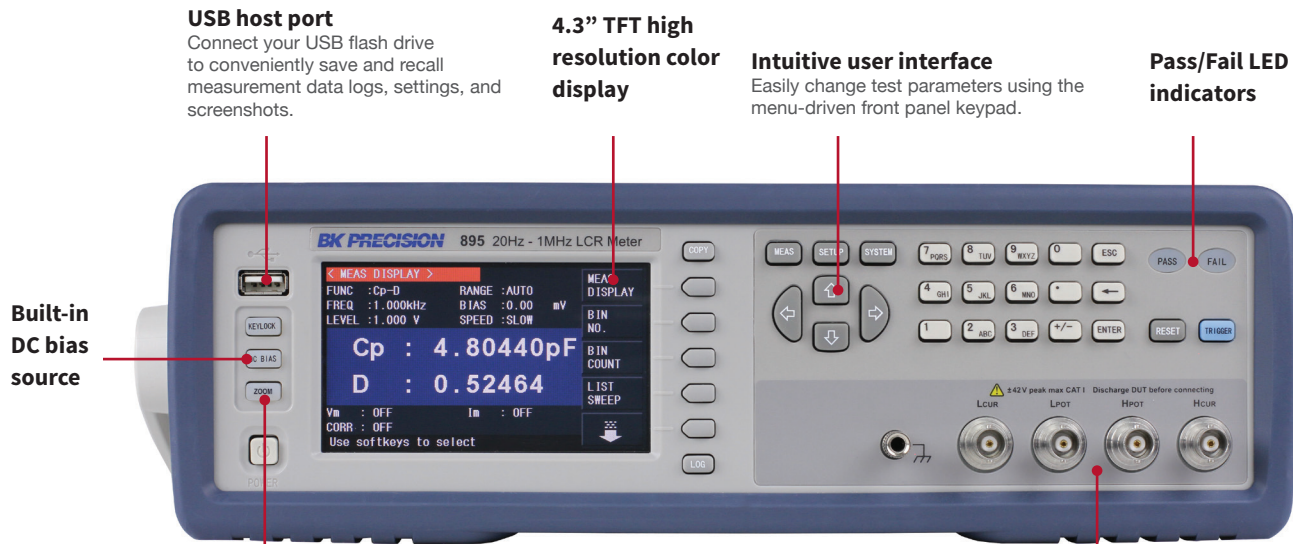 USB host port
Connect your USB flash drive
to conveniently save and recall
measurement data logs, settings, and
screenshots.
4.3” TFT high
resolution color
display
Intuitive user interface
Easily change test parameters using the
menu-driven front panel keypad.
Pass/Fail LED
indicators
Built-in
DC bias
source
BK PRECISION 895 20Hz - 1MHz LCR Meter
< MEAS DISPLAY >
FUNC :Cp-D RANGE :AUTO
FREQ :1.000kHz BIAS :0.00 mV
LEVEL :1.000 V SPEED :SLOW
Cp : 4.80440pF
D : 0.52464
Vm : OFF Im : OFF
CORR : OFF
Use softkeys to select
MEAS
DISPLAY
BIN
NO.
BIN
COUNT
LIST
SWEEP
KEYLOCK
DC BIAS
ZOOM
POWER
COPY
LOG
MEAS SETUP SYSTEM
7 PQRS 8 TUV 9 WXYZ 0 ESC
4 GHI 5 JKL 6 MNO •
1 2 ABC 3 DEF +/- ENTER
PASS FAIL
RESET TRIGGER
±42V peak max CAT I Discharge DUT before connecting
LCUR LPOT HPOT HCUR